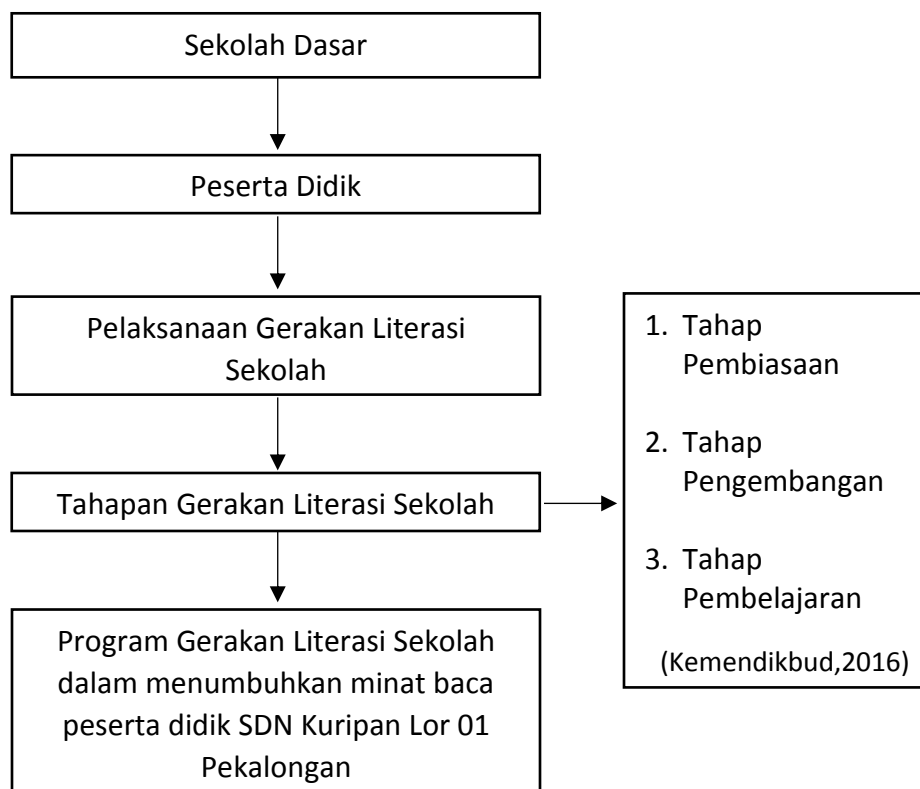 Sekolah Dasar
Peserta Didik
Pelaksanaan Gerakan Literasi
Sekolah
Tahapan Gerakan Literasi Sekolah
1. Tahap
Pembiasaan
2. Tahap
Pengembangan
3. Tahap
Pembelajaran
(Kemendikbud,2016)
Program Gerakan Literasi Sekolah
dalam menumbuhkan minat baca
peserta didik SDN Kuripan Lor 01
Pekalongan